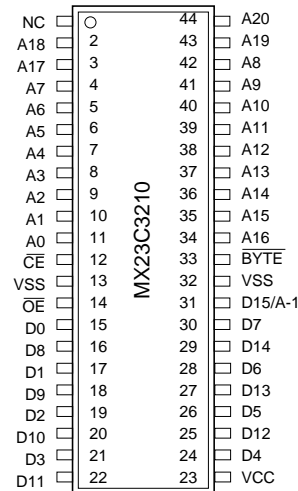 NC 44 A20
A18 2 43 A19
A17 3 42 A8
A7 4 41 A9
A6 5 40 A10
A5 6 39 A11
A4 7 38 A12
A3 8 37 A13
A2 9 36 A14
A1 10 35 A15
A0 11 34 A16
CE 12 33 BYTE
VSS 13 32 VSS
OE 14 31 D15/A-1
D0 15 30 D7
D8 16 29 D14
D1 17 28 D6
D9 18 27 D13
D2 19 26 D5
D10 20 25 D12
D3 21 24 D4
D11 22 23 VCC
MX23C3210